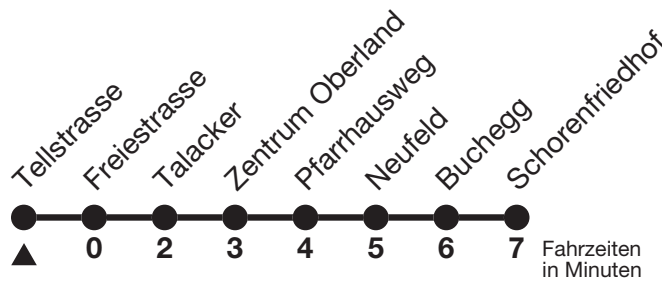 Tellstrasse
Freiestrasse
Talacker
Zentrum Oberland
Pfarrhausweg
Neufeld
Buchegg
Schorenfriedhof
0 2 3 4 5 6 7
Fahrzeiten
in Minuten